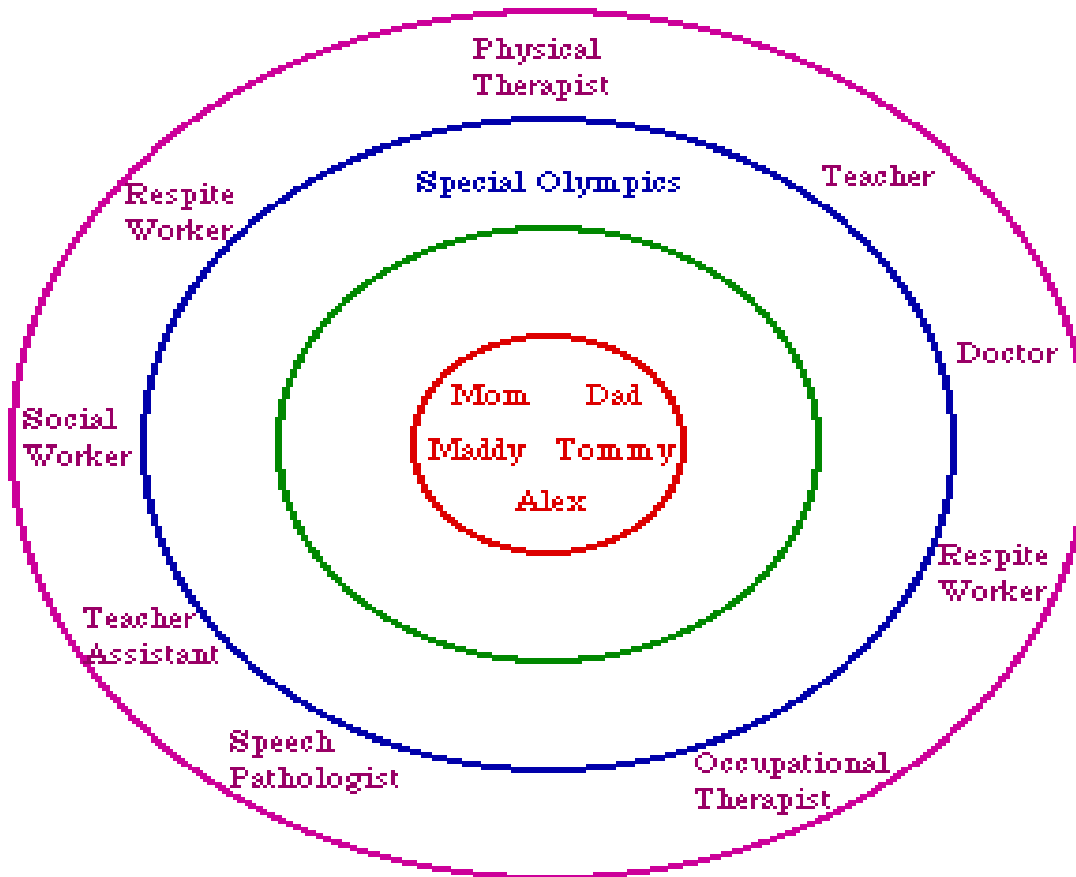 Physical
Therapist
Special Olympics
Teacher
Respite
Worker
Doctor
Mom Dad
Maddy Tommy
Alex
Social
Worker
Respite
Worker
Teacher
Assistant
Speech
Pathologist
Occupational
Therapist